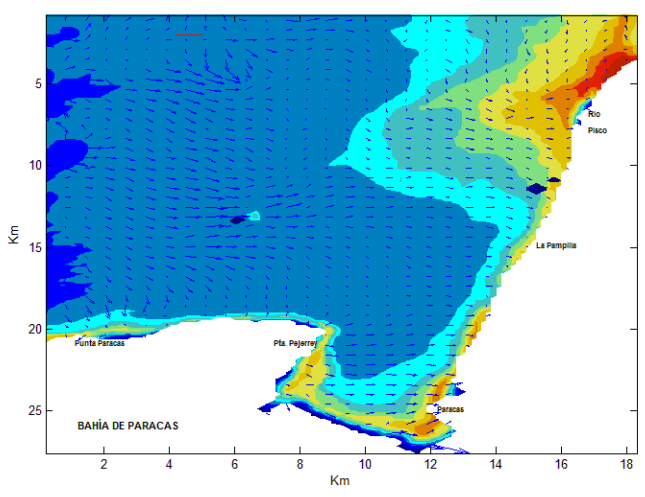 5
10
15
20
25
Km
Rio
Pisco
La Pampilla
Punta Paracas
Pta. Pejerrey
Paracas
BAHÍA DE PARACAS
2 4 6 8 10 12 14 16 18
Km